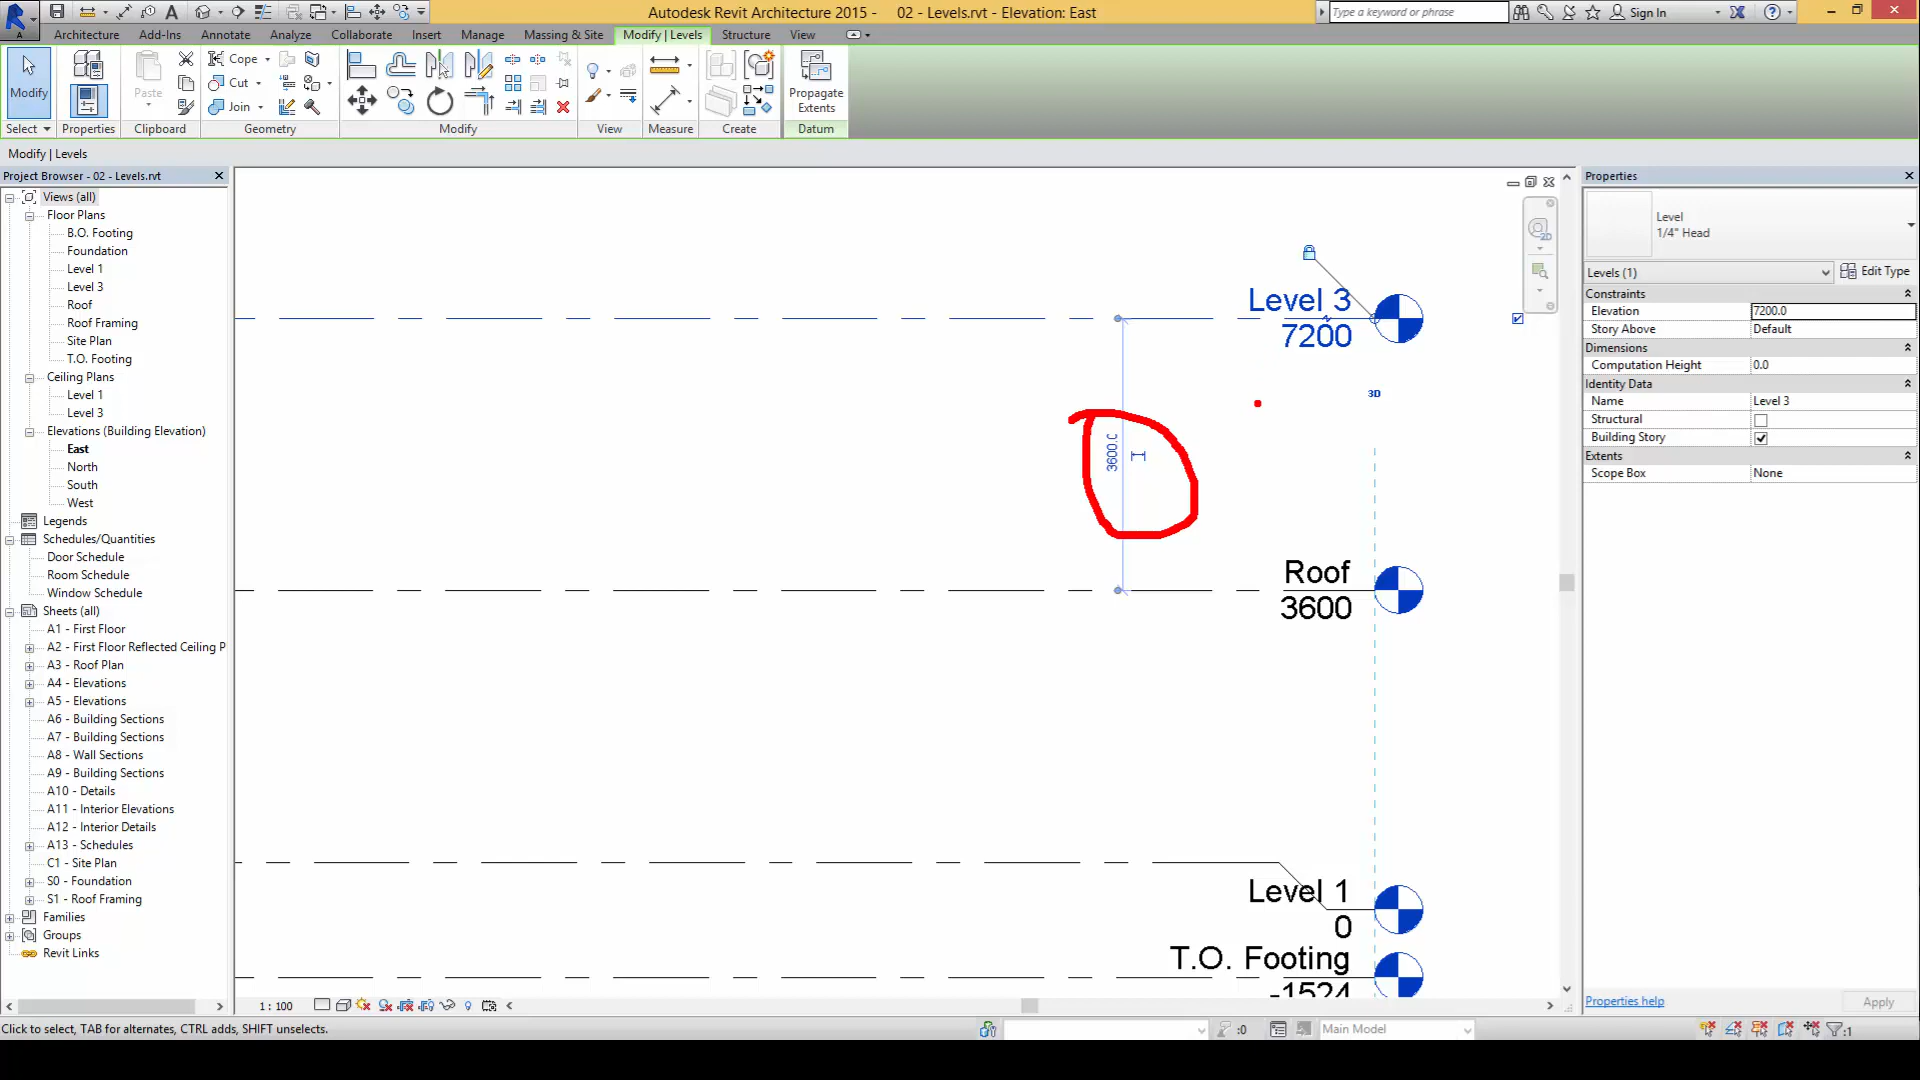 Autodesk Revit Architecture 2015 - 02 - Levels.rvt - Elevation: East
Type a keyword or phrase
Sign In
Architecture Add-Ins Annotate Analyze Collaborate Insert Manage Massing & Site Modify | Levels Structure View
Modify
Paste
Cope
Cut
Join
Propagate
Extents
Select Properties Clipboard Geometry Modify View Measure Create Datum
Modify | Levels
Project Browser - 02 - Levels.rvt
Views (all)
Floor Plans
B.O. Footing
Foundation
Level 1
Level 3
Roof
Roof Framing
Site Plan
T.O. Footing
Ceiling Plans
Level 1
Level 3
Elevations (Building Elevation)
East
North
South
West
Legends
Schedules/Quantities
Door Schedule
Room Schedule
Window Schedule
Sheets (all)
A1 - First Floor
A2 - First Floor Reflected Ceiling P
A3 - Roof Plan
A4 - Elevations
A5 - Elevations
A6 - Building Sections
A7 - Building Sections
A8 - Wall Sections
A9 - Building Sections
A10 - Details
A11 - Interior Elevations
A12 - Interior Details
A13 - Schedules
C1 - Site Plan
S0 - Foundation
S1 - Roof Framing
Families
Groups
Revit Links
2D
Level 3
7200
3D
3600.0
Roof
3600
Level 1
0
T.O. Footing
-1524
Properties
Level
1/4" Head
Levels (1)
Edit Type
Constraints
Elevation 7200.0
Story Above Default
Dimensions
Computation Height 0.0
Identity Data
Name Level 3
Structural
Building Story
Extents
Scope Box None
Properties help
Apply
1 : 100
Click to select, TAB for alternates, CTRL adds, SHIFT unselects.
:0
Main Model
:1